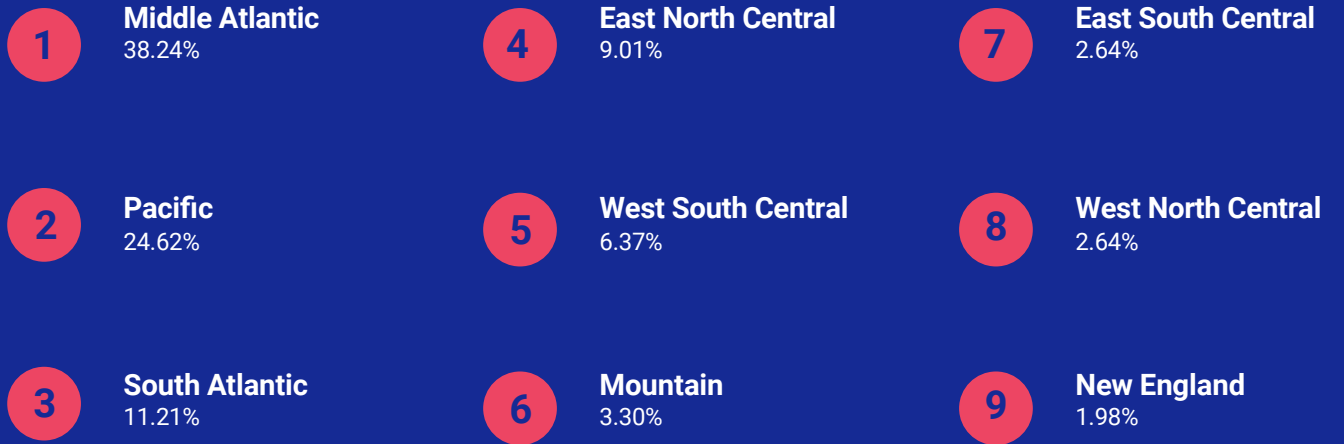 1
Middle Atlantic
38.24%
2
Pacific
24.62%
3
South Atlantic
11.21%
4
East North Central
9.01%
5
West South Central
6.37%
6
Mountain
3.30%
7
East South Central
2.64%
8
West North Central
2.64%
9
New England
1.98%